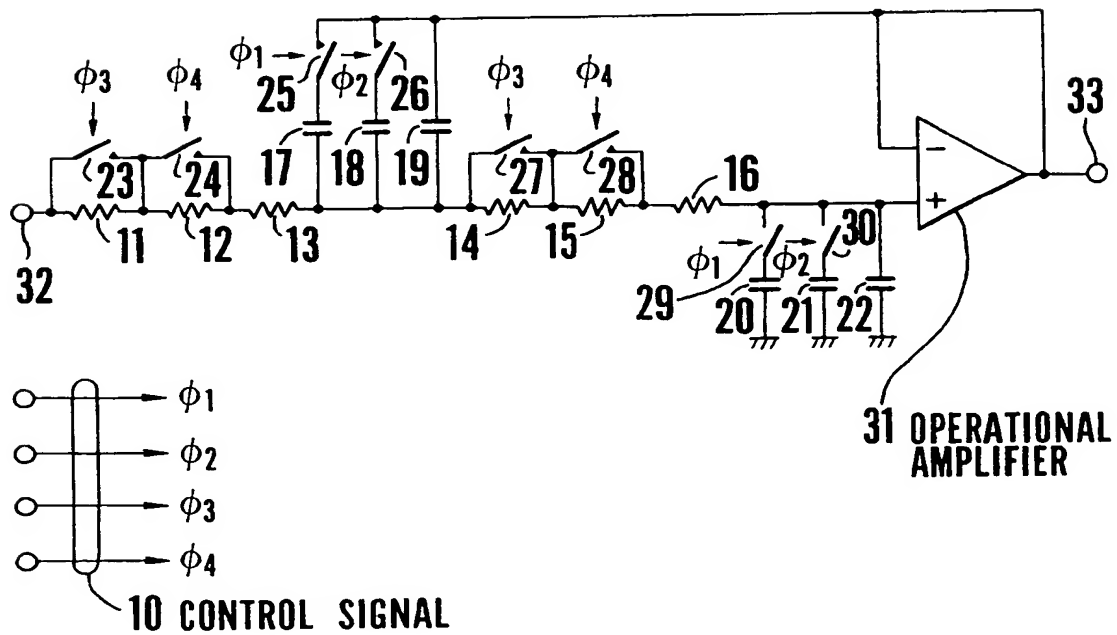 33
ϕ1 ϕ2
25 26
ϕ3 ϕ4 ϕ3 ϕ4
17 18 19
23 24 27 28 16
− 
+
11 12 13 14 15
32
ϕ1 ϕ2 30
29 20 21 22
31 OPERATIONAL
AMPLIFIER
ϕ1
ϕ2
ϕ3
ϕ4
10 CONTROL SIGNAL